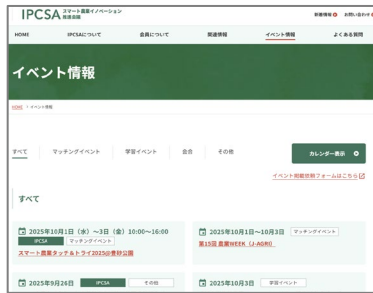 IPCSA スマート農業イノベーション
推進会議
新着情報 お問い合わせ
HOME IPCSAについて 会員について 関連情報 イベント情報 よくある質問
イベント情報
HOME > イベント情報
すべて マッチングイベント 学習イベント 会合 その他 カレンダー表示
イベント掲載依頼フォームはこちら
すべて
2025年10月1日（水）〜3日（金）10:00〜16:00
IPCSA マッチングイベント
スマート農業タッチ＆トライ2025@豊砂公園
2025年10月1日〜10月3日 マッチングイベント
第15回 農業WEEK（J-AGRI）
2025年9月26日 IPCSA その他
2025年10月3日 学習イベント